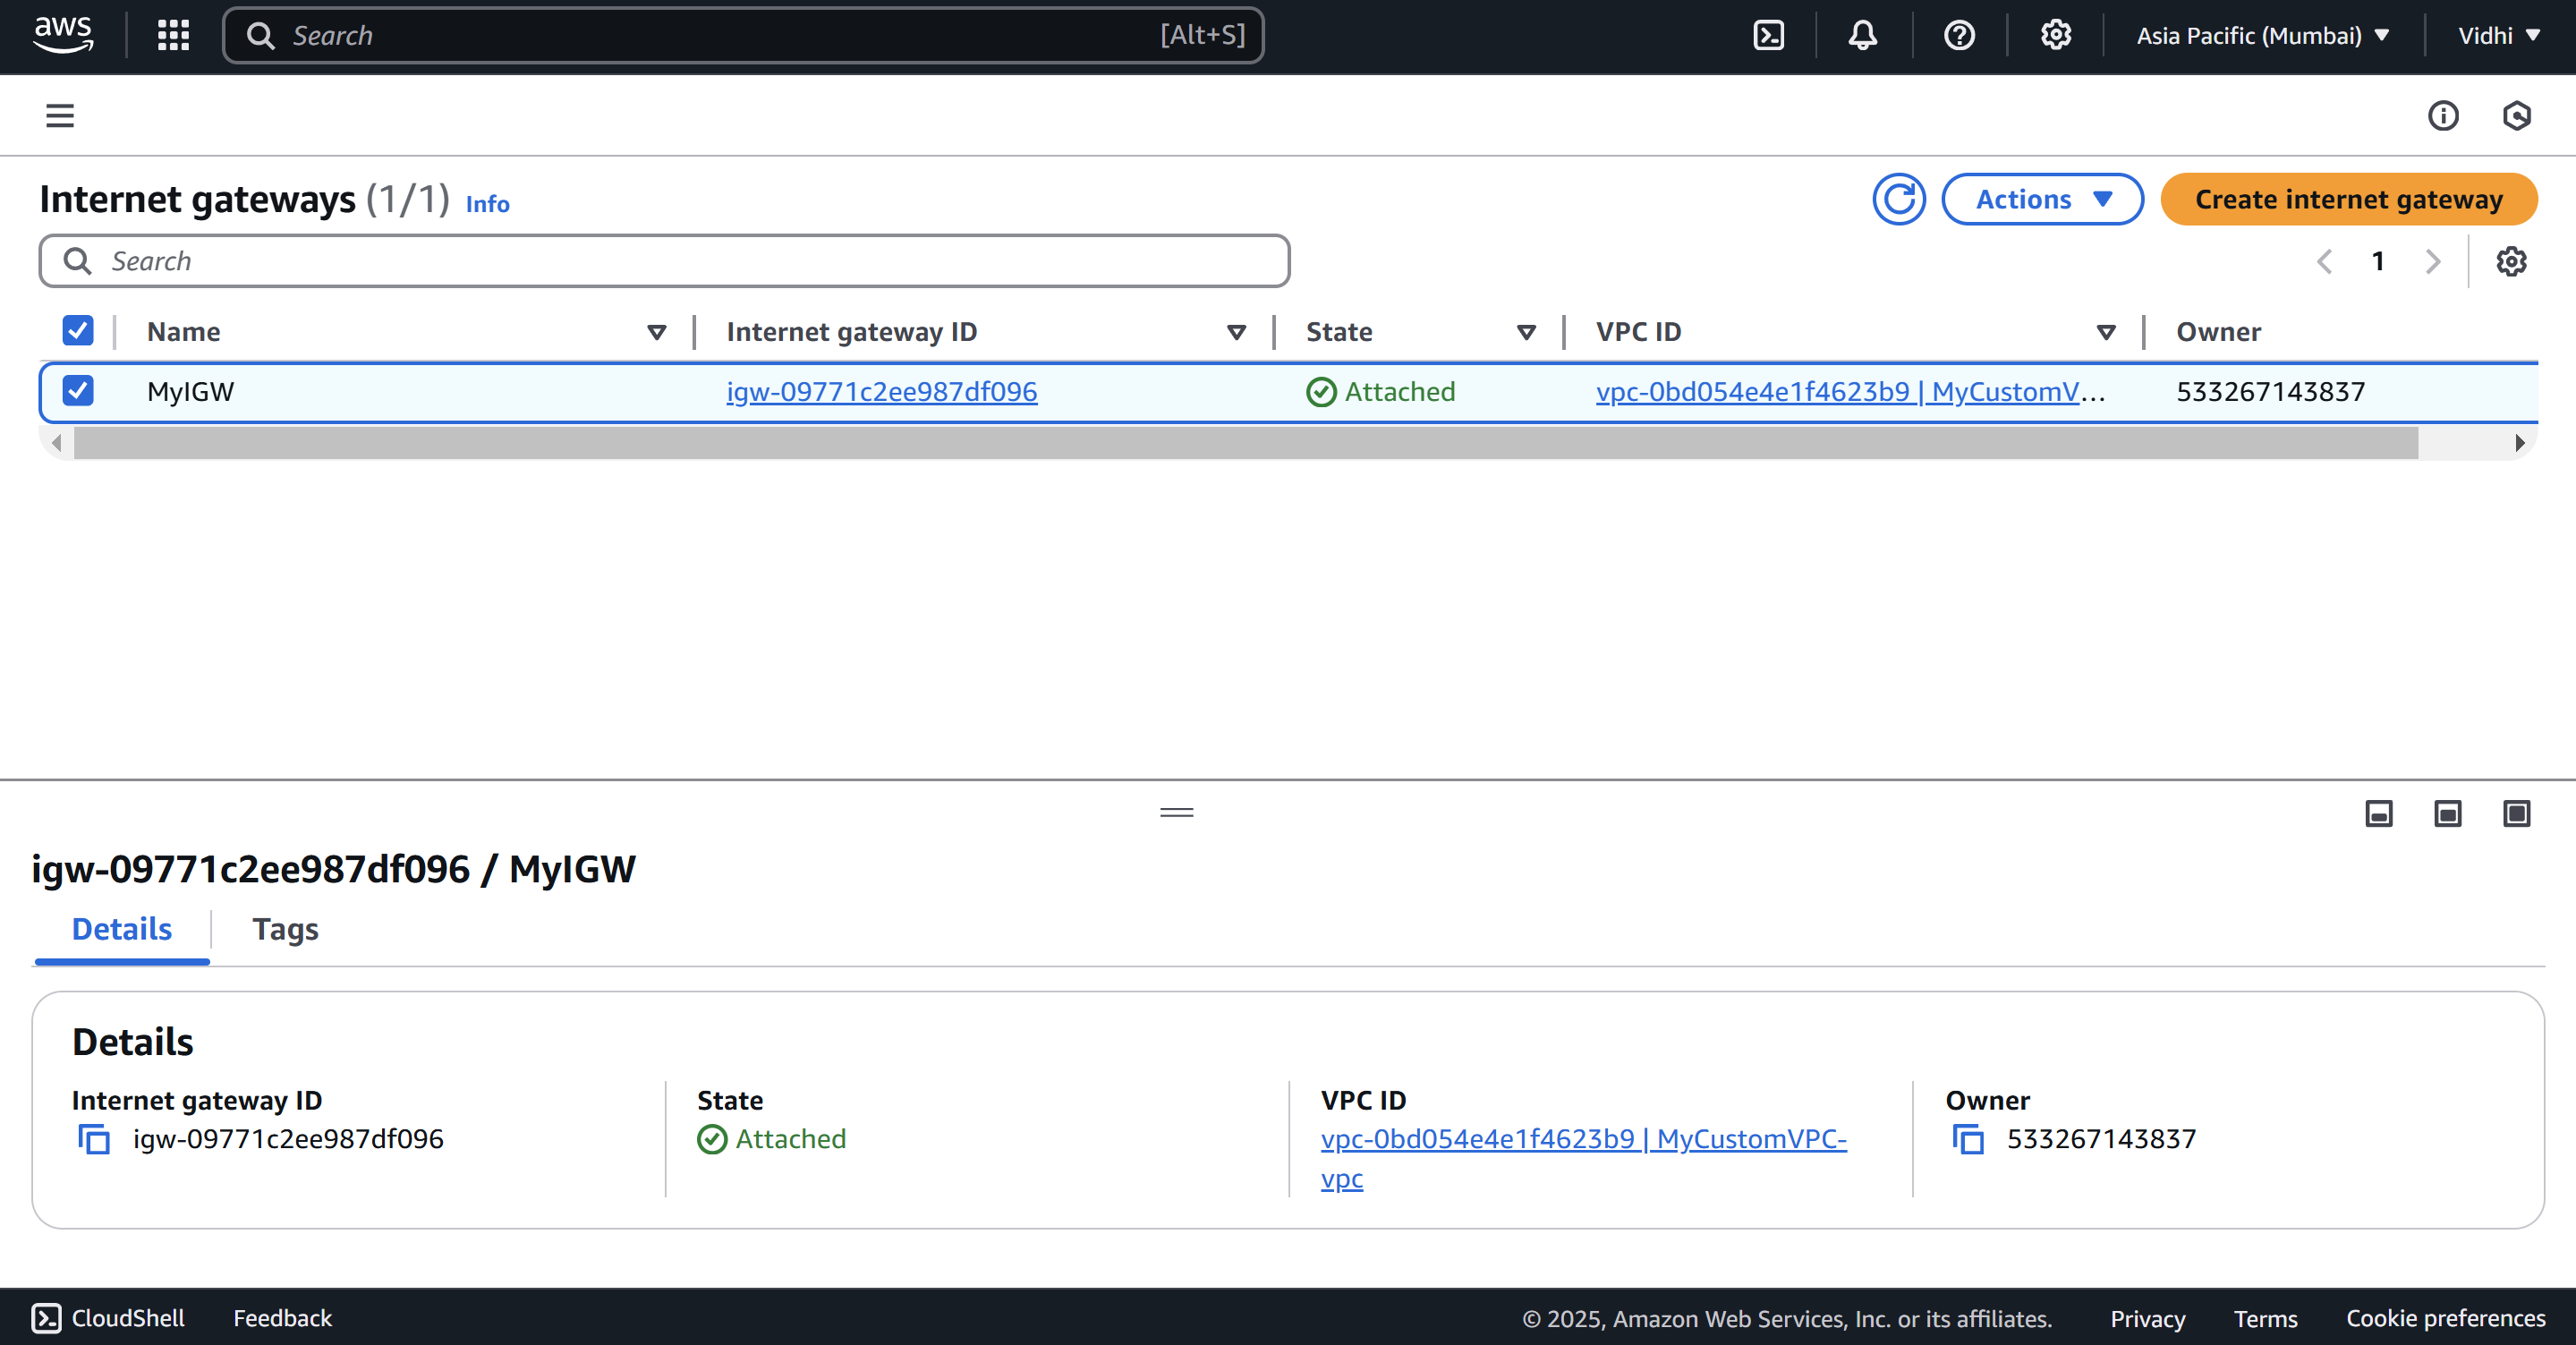 aws Search [Alt+S] Asia Pacific (Mumbai) Vidhi
Internet gateways (1/1) Info Actions Create internet gateway
Search 1
Name Internet gateway ID State VPC ID Owner
MyIGW igw-09771c2ee987df096 Attached vpc-0bd054e4e1f4623b9 | MyCustomV... 533267143837
igw-09771c2ee987df096 / MyIGW
Details Tags
Details
Internet gateway ID State VPC ID Owner
igw-09771c2ee987df096 Attached vpc-0bd054e4e1f4623b9 | MyCustomVPC- 533267143837
vpc
CloudShell Feedback © 2025, Amazon Web Services, Inc. or its affiliates. Privacy Terms Cookie preferences